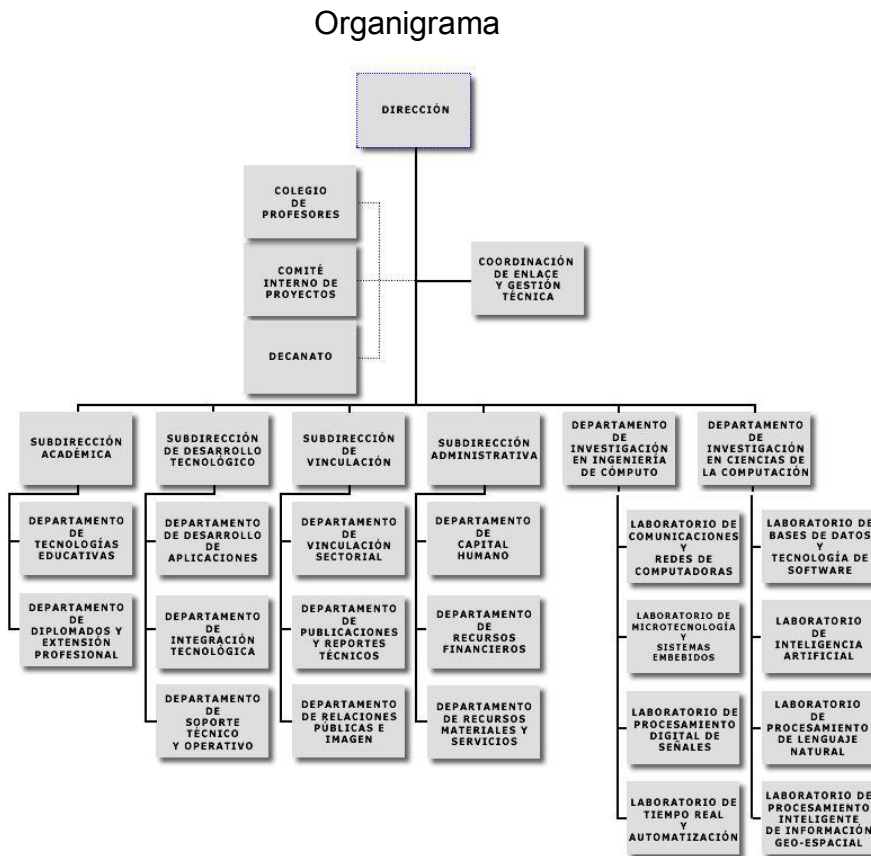 Organigrama
DIRECCIÓN
COLEGIO
DE
PROFESORES
COMITÉ
INTERNO DE
PROYECTOS
DECANATO
COORDINACIÓN
DE ENLACE
Y GESTIÓN
TÉCNICA
SUBDIRECCIÓN
ACADÉMICA
SUBDIRECCIÓN
DE DESARROLLO
TECNOLÓGICO
SUBDIRECCIÓN
DE
VINCULACIÓN
SUBDIRECCIÓN
ADMINISTRATIVA
DEPARTAMENTO
DE
INVESTIGACIÓN
EN INGENIERÍA
DE CÓMPUTO
DEPARTAMENTO
DE
INVESTIGACIÓN
EN CIENCIAS DE
LA COMPUTACIÓN
DEPARTAMENTO
DE
TECNOLOGÍAS
EDUCATIVAS
DEPARTAMENTO
DE
DIPLOMADOS Y
EXTENSIÓN
PROFESIONAL
DEPARTAMENTO
DE DESARROLLO
DE
APLICACIONES
DEPARTAMENTO
DE
INTEGRACIÓN
TECNOLÓGICA
DEPARTAMENTO
DE
SOPORTE
TÉCNICO
Y OPERATIVO
DEPARTAMENTO
DE
VINCULACIÓN
SECTORIAL
DEPARTAMENTO
DE
PUBLICACIONES
Y REPORTES
TÉCNICOS
DEPARTAMENTO
DE RELACIONES
PÚBLICAS E
IMAGEN
DEPARTAMENTO
DE
CAPITAL
HUMANO
DEPARTAMENTO
DE
RECURSOS
FINANCIEROS
DEPARTAMENTO
DE RECURSOS
MATERIALES Y
SERVICIOS
LABORATORIO DE
COMUNICACIONES
Y
REDES DE
COMPUTADORAS
LABORATORIO DE
MICROTECNOLOGÍA
Y
SISTEMAS
EMBEBIDOS
LABORATORIO DE
PROCESAMIENTO
DIGITAL DE
SEÑALES
LABORATORIO DE
TIEMPO REAL
Y
AUTOMATIZACIÓN
LABORATORIO DE
BASES DE DATOS
Y
TECNOLOGÍA DE
SOFTWARE
LABORATORIO
DE
INTELIGENCIA
ARTIFICIAL
LABORATORIO
DE
PROCESAMIENTO
DE LENGUAJE
NATURAL
LABORATORIO DE
PROCESAMIENTO
INTELIGENTE
DE INFORMACIÓN
GEO-ESPACIAL